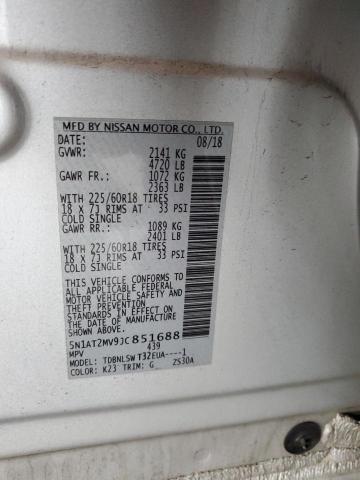 MFD BY NISSAN MOTOR CO., LTD.
08/18
GVWR: 2141 KG
4720 LB
GAWR FR.: 1072 KG
2363 LB
WITH 225/60R18 TIRES
18 X 7J RIMS AT 33 PSI
COLD SINGLE
GAWR RR.: 1089 KG
2401 LB
WITH 225/60R18 TIRES
18 X 7J RIMS AT 33 PSI
COLD SINGLE
THIS VEHICLE CONFORMS TO ALL
APPLICABLE FEDERAL MOTOR
VEHICLE SAFETY, BUMPER, AND
THEFT PREVENTION STANDARDS
IN EFFECT ON THE DATE OF
MANUFACTURE SHOWN ABOVE.
5N1AT2MV9JC851688
MPV 439
MODEL: TDBNLSW T32EUA----1
COLOR: K23 TRIM: G ZS30A